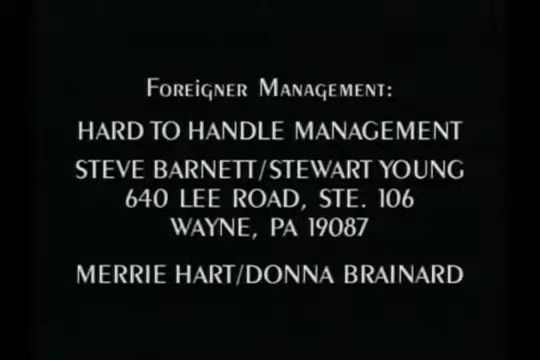 Foreigner Management:
HARD TO HANDLE MANAGEMENT
STEVE BARNETT/STEWART YOUNG
640 LEE ROAD, STE. 106
WAYNE, PA 19087
MERRIE HART/DONNA BRAINARD